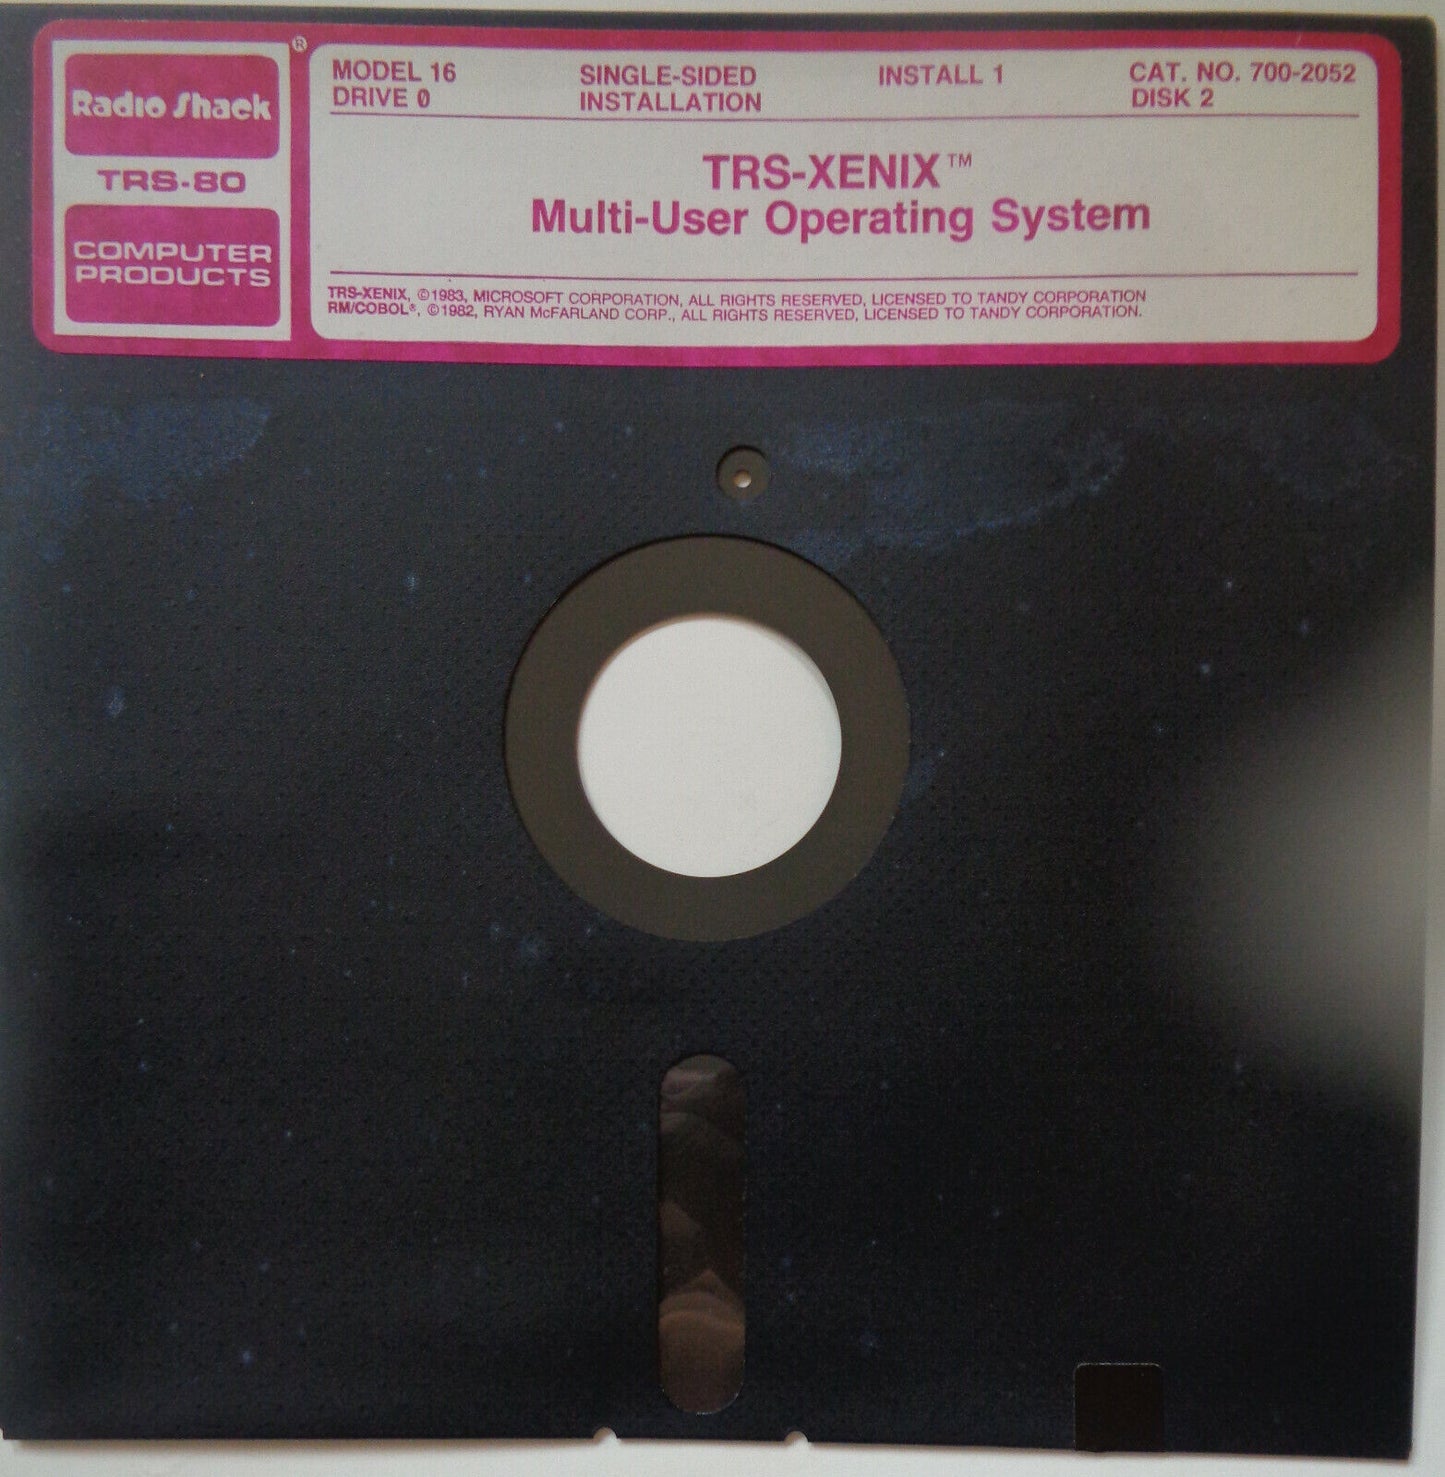 Radio Shack
®
TRS-80
COMPUTER
PRODUCTS
MODEL 16
DRIVE 0
SINGLE-SIDED
INSTALLATION
INSTALL 1
CAT. NO. 700-2052
DISK 2
TRS-XENIX™
Multi-User Operating System
TRS-XENIX, ©1983, MICROSOFT CORPORATION, ALL RIGHTS RESERVED, LICENSED TO TANDY CORPORATION
RM/COBOL®, ©1982, RYAN McFARLAND CORP., ALL RIGHTS RESERVED, LICENSED TO TANDY CORPORATION.